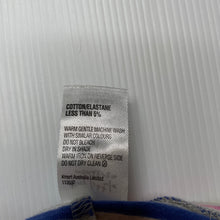 COTTON/ELASTANE
LESS THAN 5%
WARM GENTLE MACHINE WASH
WITH SIMILAR COLOURS
DO NOT BLEACH
DRY IN SHADE
WARM IRON ON REVERSE SIDE
DO NOT DRY CLEAN
Kmart Australia Limited